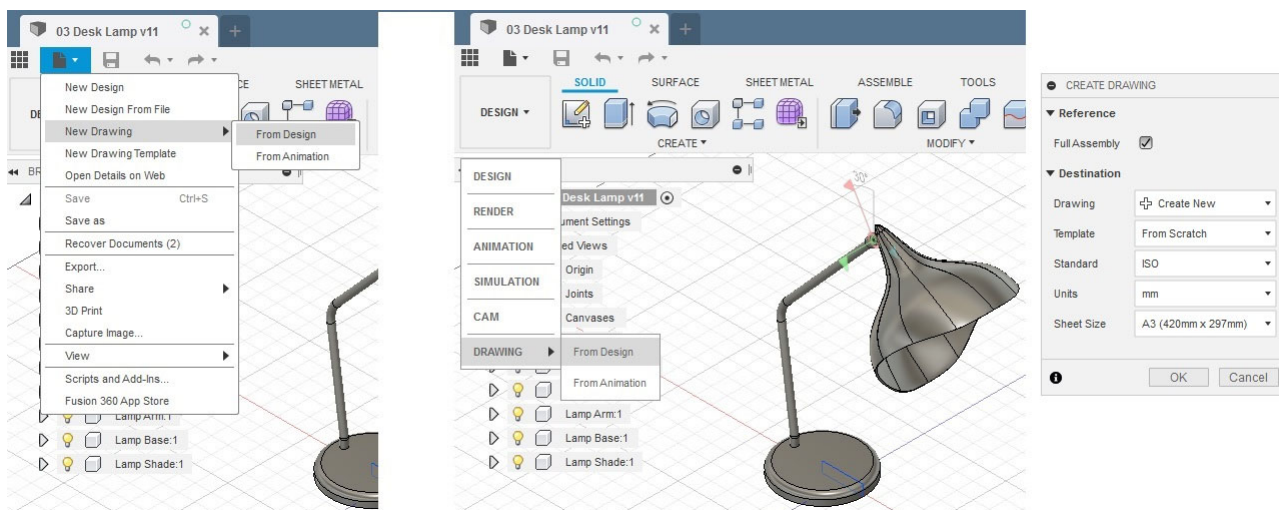 03 Desk Lamp v11
CE SHEET METAL
DE
New Design
New Design From File
New Drawing
New Drawing Template
Open Details on Web
Save Ctrl+S
Save as
Recover Documents (2)
Export...
Share
3D Print
Capture Image...
View
Scripts and Add-Ins...
Fusion 360 App Store
From Design
From Animation
BR
Lamp Arm:1
Lamp Base:1
Lamp Shade:1
03 Desk Lamp v11
SOLID SURFACE SHEET METAL ASSEMBLE TOOLS
DESIGN
CREATE MODIFY
DESIGN
RENDER
ANIMATION
SIMULATION
CAM
DRAWING
From Design
From Animation
Desk Lamp v11
ument Settings
ed Views
Origin
Joints
Canvases
Lamp Arm:1
Lamp Base:1
Lamp Shade:1
30°
CREATE DRAWING
Reference
Full Assembly
Destination
Drawing Create New
Template From Scratch
Standard ISO
Units mm
Sheet Size A3 (420mm x 297mm)
OK Cancel